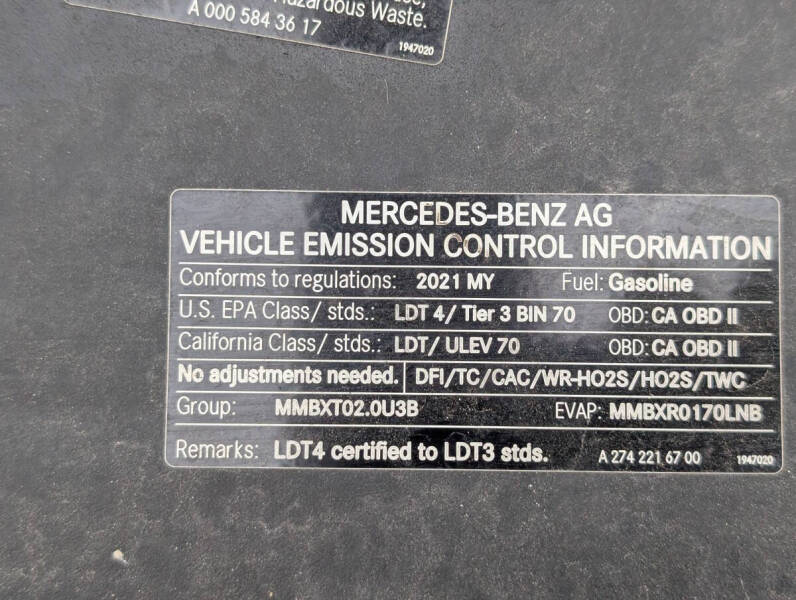 Hazardous Waste.
A 000 584 36 17
1947020
MERCEDES-BENZ AG
VEHICLE EMISSION CONTROL INFORMATION
Conforms to regulations: 2021 MY Fuel: Gasoline
U.S. EPA Class/ stds.: LDT 4/ Tier 3 BIN 70 OBD: CA OBD II
California Class/ stds.: LDT/ ULEV 70 OBD: CA OBD II
No adjustments needed. DFI/TC/CAC/WR-HO2S/HO2S/TWC
Group: MMBXT02.0U3B EVAP: MMBXR0170LNB
Remarks: LDT4 certified to LDT3 stds. A 274 221 67 00 1947020